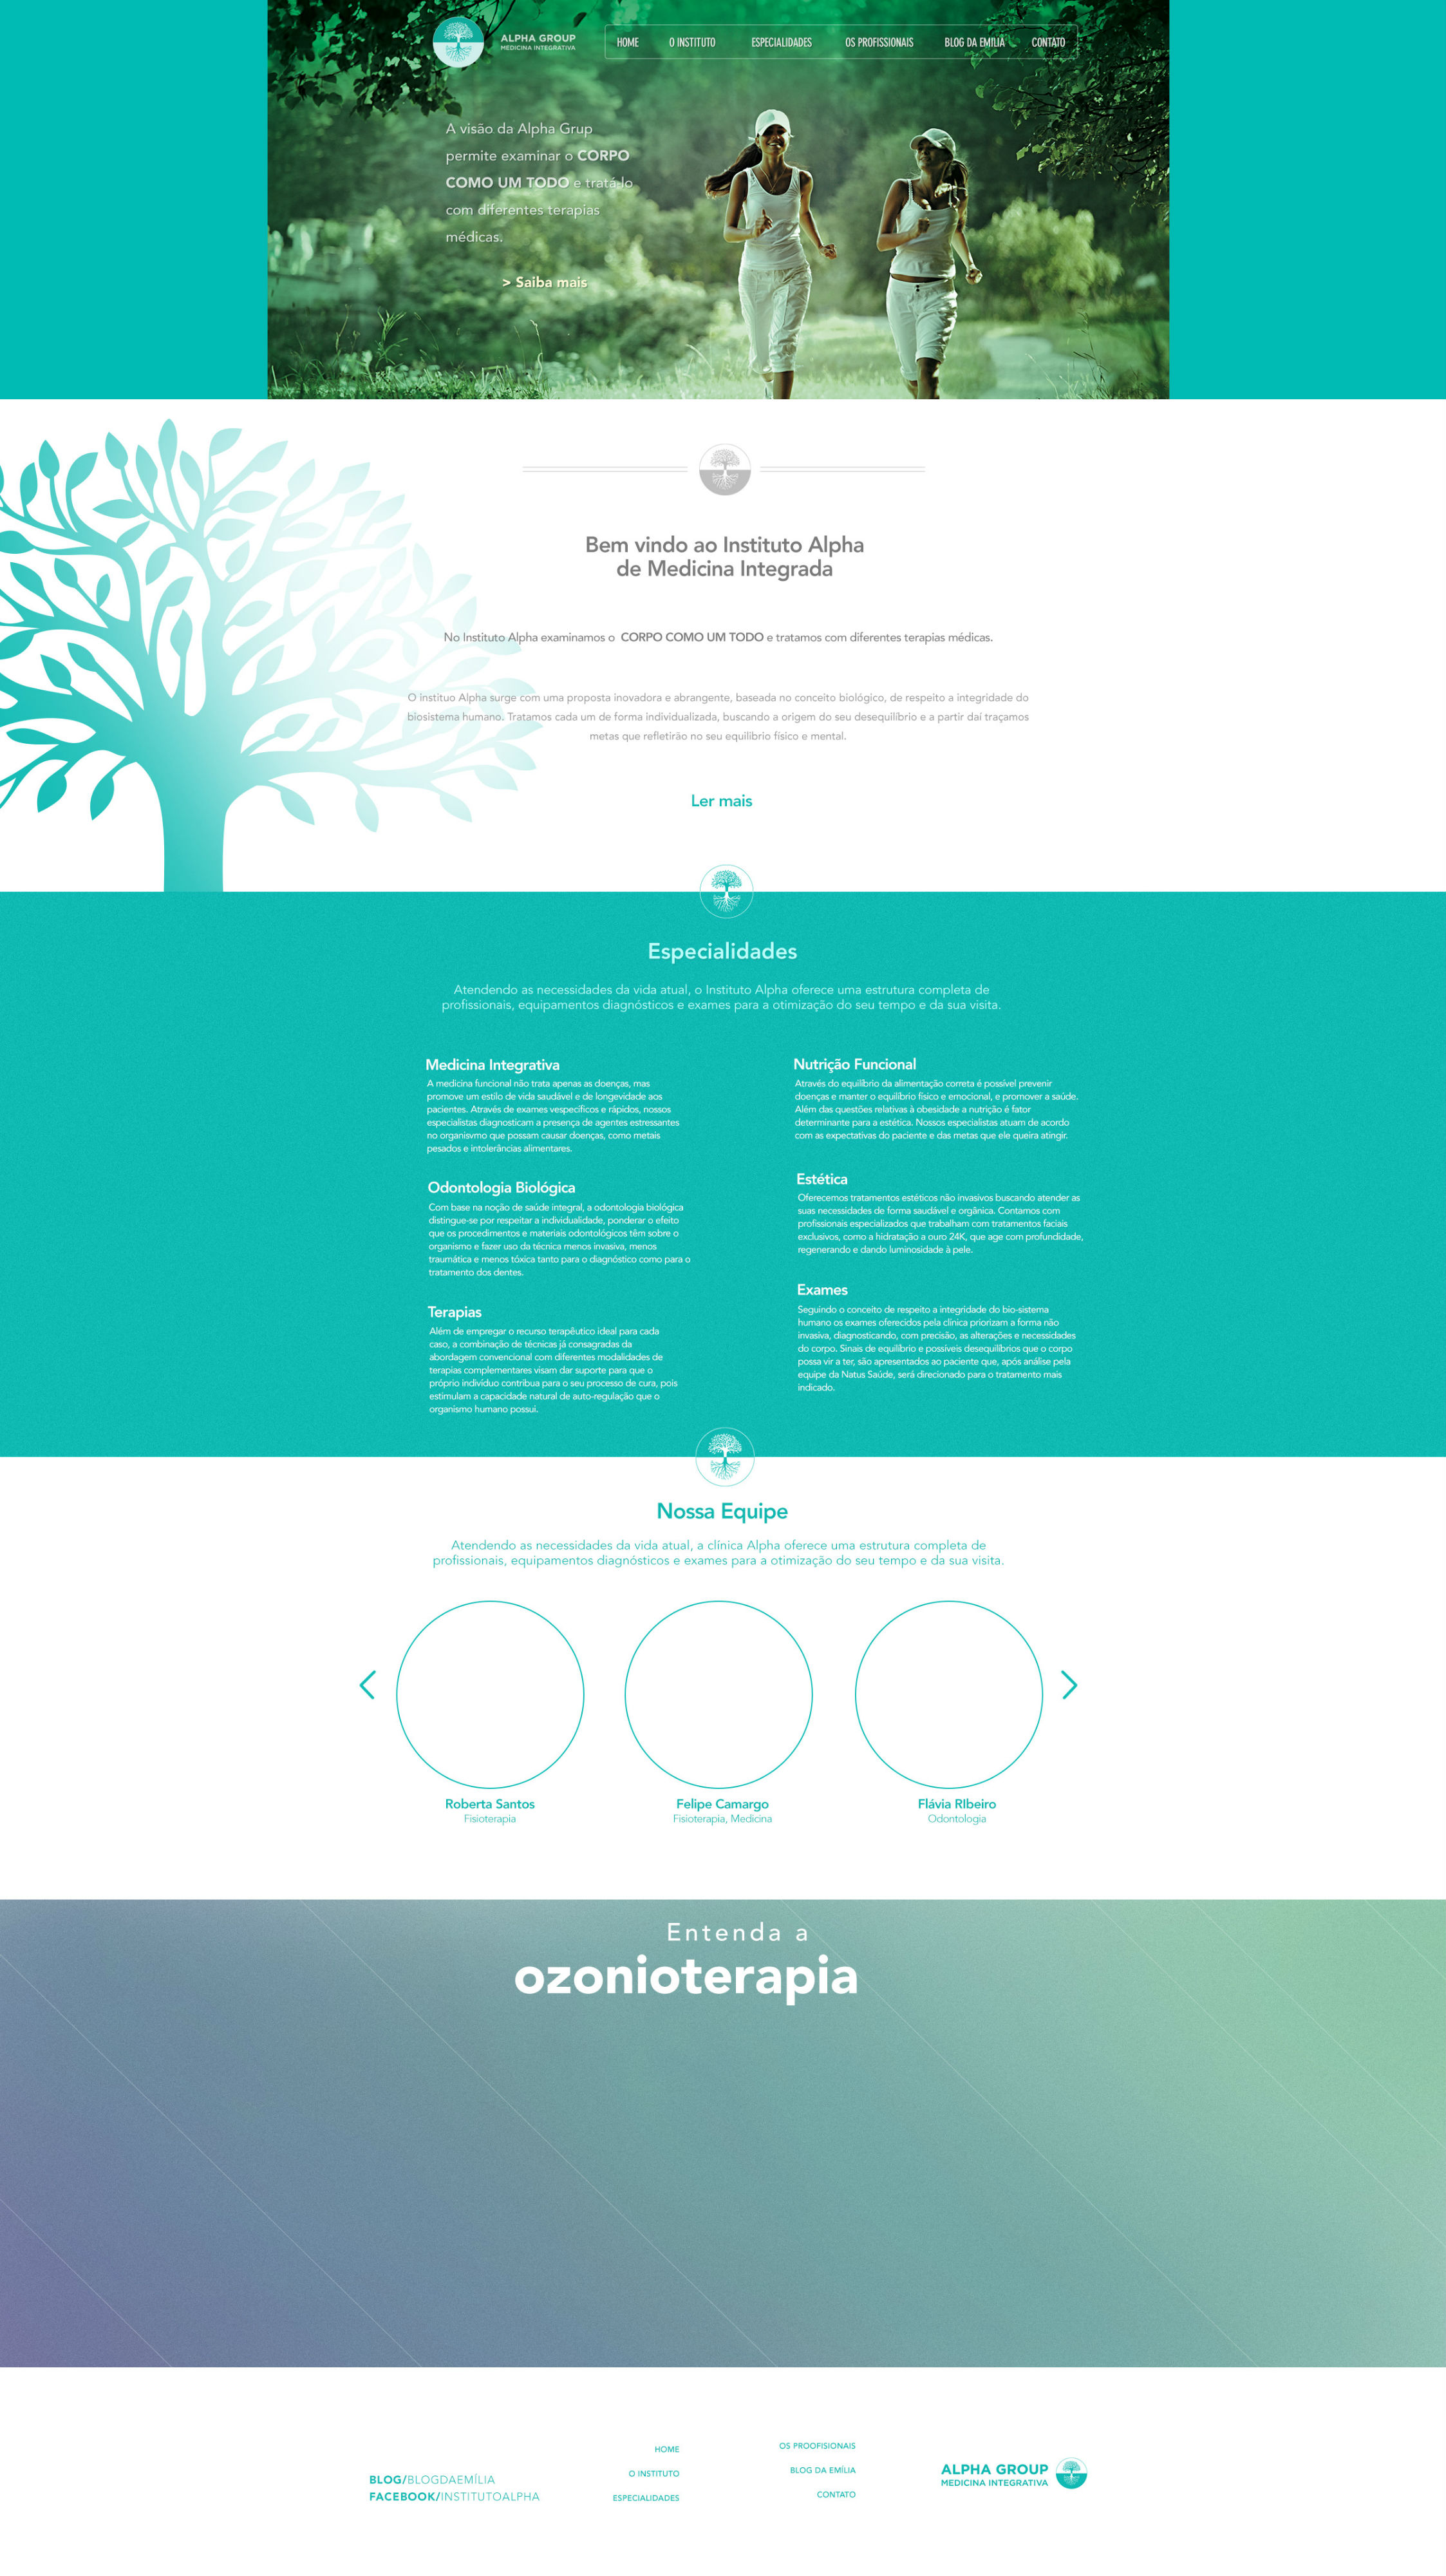 ALPHA GROUP
MEDICINA INTEGRATIVA
HOME O INSTITUTO ESPECIALIDADES OS PROFISSIONAIS BLOG DA EMILIA CONTATO
A visão da Alpha Grup
permite examinar o CORPO
COMO UM TODO e tratá-lo
com diferentes terapias
médicas.
> Saiba mais
Bem vindo ao Instituto Alpha
de Medicina Integrada
No Instituto Alpha examinamos o CORPO COMO UM TODO e tratamos com diferentes terapias médicas.
O instituo Alpha surge com uma proposta inovadora e abrangente, baseada no conceito biológico, de respeito a integridade do
biosistema humano. Tratamos cada um de forma individualizada, buscando a origem do seu desequilíbrio e a partir daí traçamos
metas que refletirão no seu equilíbrio físico e mental.
Ler mais
Especialidades
Atendendo as necessidades da vida atual, o Instituto Alpha oferece uma estrutura completa de
profissionais, equipamentos diagnósticos e exames para a otimização do seu tempo e da sua visita.
Medicina Integrativa
A medicina funcional não trata apenas as doenças, mas
promove um estilo de vida saudável e de longevidade aos
pacientes. Através de exames vespecíficos e rápidos, nossos
especialistas diagnosticam a presença de agentes estressantes
no organisvmo que possam causar doenças, como metais
pesados e intolerâncias alimentares.
Odontologia Biológica
Com base na noção de saúde integral, a odontologia biológica
distingue-se por respeitar a individualidade, ponderar o efeito
que os procedimentos e materiais odontológicos têm sobre o
organismo e fazer uso da técnica menos invasiva, menos
traumática e menos tóxica tanto para o diagnóstico como para o
tratamento dos dentes.
Terapias
Além de empregar o recurso terapêutico ideal para cada
caso, a combinação de técnicas já consagradas da
abordagem convencional com diferentes modalidades de
terapias complementares visam dar suporte para que o
próprio indivíduo contribua para o seu processo de cura, pois
estimulam a capacidade natural de auto-regulação que o
organismo humano possui.
Nutrição Funcional
Através do equilíbrio da alimentação correta é possível prevenir
doenças e manter o equilíbrio físico e emocional, e promover a saúde.
Além das questões relativas à obesidade a nutrição é fator
determinante para a estética. Nossos especialistas atuam de acordo
com as expectativas do paciente e das metas que ele queira atingir.
Estética
Oferecemos tratamentos estéticos não invasivos buscando atender as
suas necessidades de forma saudável e orgânica. Contamos com
profissionais especializados que trabalham com tratamentos faciais
exclusivos, como a hidratação a ouro 24K, que age com profundidade,
regenerando e dando luminosidade à pele.
Exames
Seguindo o conceito de respeito a integridade do bio-sistema
humano os exames oferecidos pela clínica priorizam a forma não
invasiva, diagnosticando, com precisão, as alterações e necessidades
do corpo. Sinais de equilíbrio e possíveis desequilíbrios que o corpo
possa vir a ter, são apresentados ao paciente que, após análise pela
equipe da Natus Saúde, será direcionado para o tratamento mais
indicado.
Nossa Equipe
Atendendo as necessidades da vida atual, a clínica Alpha oferece uma estrutura completa de
profissionais, equipamentos diagnósticos e exames para a otimização do seu tempo e da sua visita.
Roberta Santos
Fisioterapia
Felipe Camargo
Fisioterapia, Medicina
Flávia RIbeiro
Odontologia
Entenda a
ozonioterapia
BLOG/BLOGDAEMÍLIA
FACEBOOK/INSTITUTOALPHA
HOME
O INSTITUTO
ESPECIALIDADES
OS PROOFISIONAIS
BLOG DA EMÍLIA
CONTATO
ALPHA GROUP
MEDICINA INTEGRATIVA